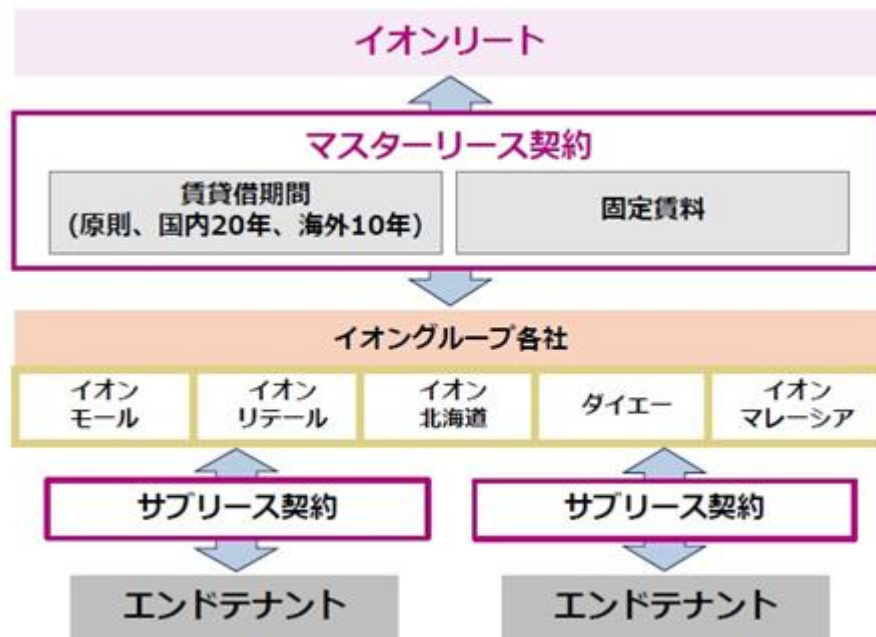 イオンリート
マスターリース契約
賃貸借期間
(原則、国内20年、海外10年)
固定賃料
イオングループ各社
イオン
モール
イオン
リテール
イオン
北海道
ダイエー
イオン
マレーシア
サブリース契約
サブリース契約
エンドテナント
エンドテナント